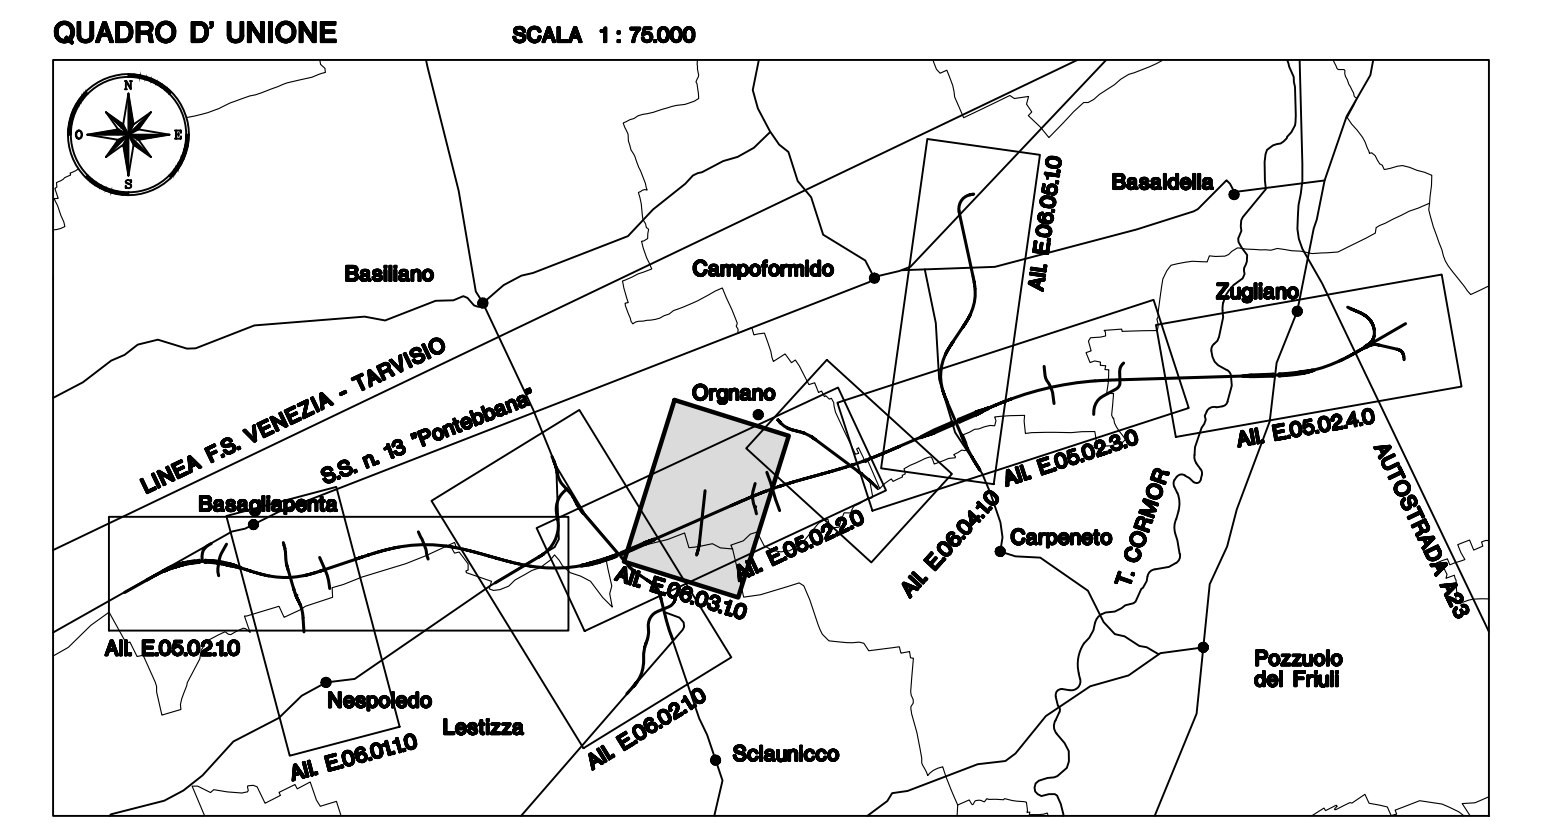 QUADRO D' UNIONE
SCALA 1 : 75.000
N
O
E
S
Basaldella
All. E.06.05.1.0
Basiliano
Campoformido
Zugliano
LINEA F.S. VENEZIA - TARVISIO
S.S. n. 13 "Pontebbana"
Orgnano
All. E.05.02.4.0
All. E.05.02.3.0
AUTOSTRADA A23
Basagliapenta
All. E.05.02.2.0
All. E.06.04.1.0
Carpeneto
T. CORMOR
All. E.06.03.1.0
All. E.05.02.1.0
Pozzuolo
del Friuli
Nespoledo
Lestizza
All. E.06.02.1.0
All. E.06.01.1.0
Sclaunicco